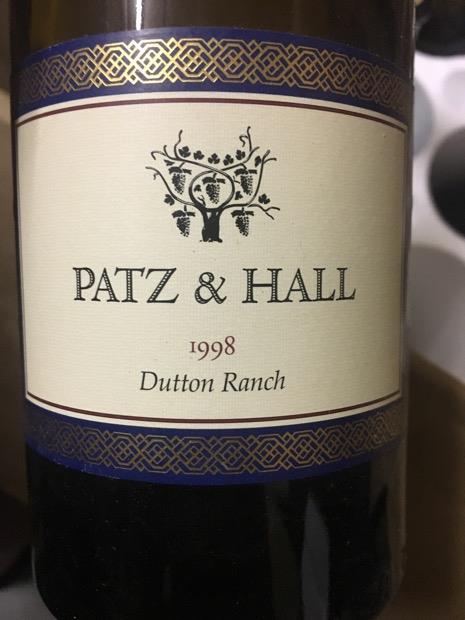 PATZ & HALL
1998
Dutton Ranch